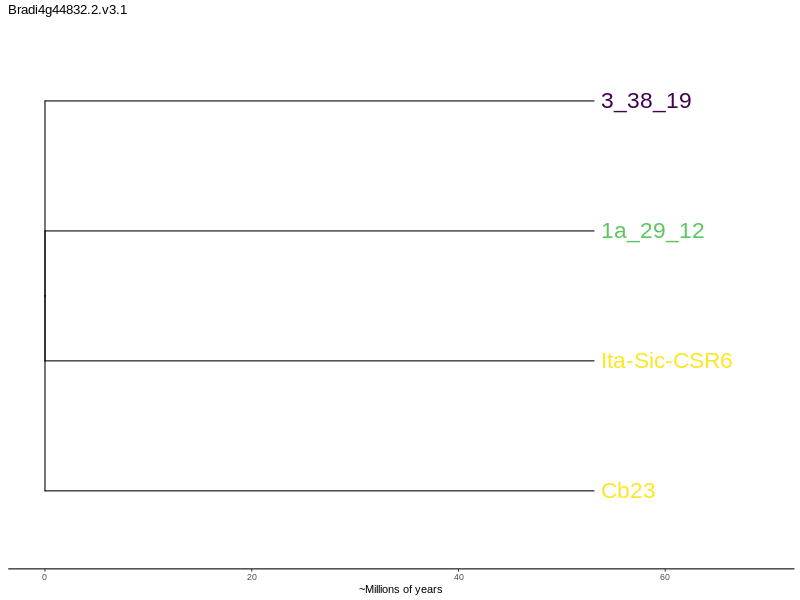 Bradi4g44832.2.v3.1
3_38_19
1a_29_12
Ita-Sic-CSR6
Cb23
0 20 40 60
~Millions of years